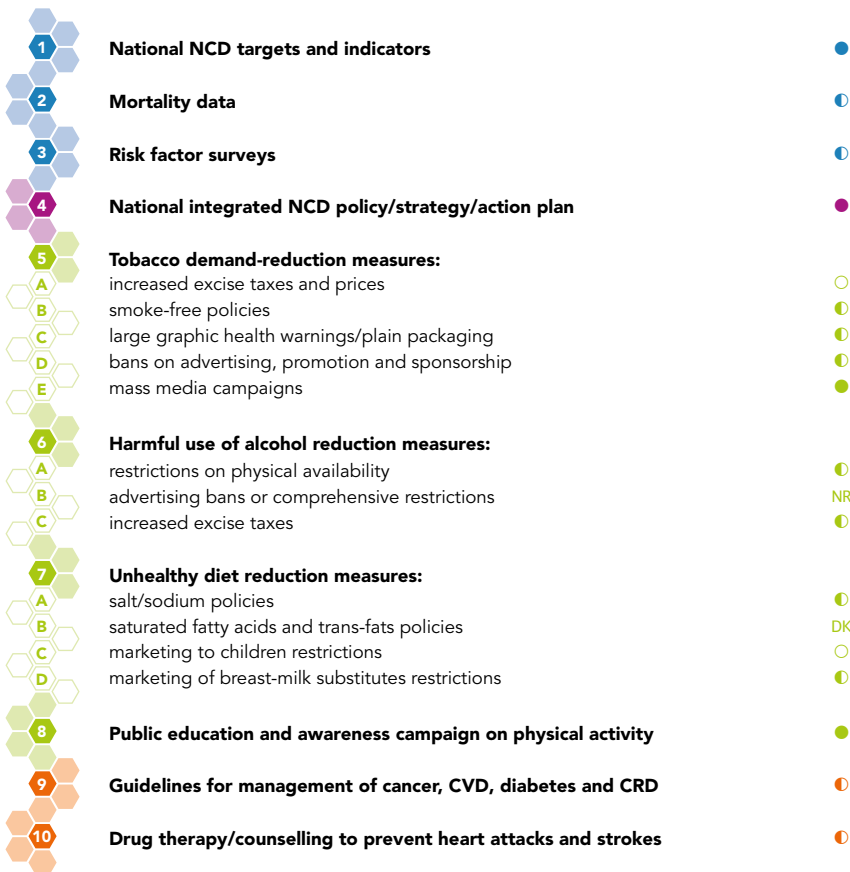 1 National NCD targets and indicators ●
2 Mortality data ◐
3 Risk factor surveys ◐
4 National integrated NCD policy/strategy/action plan ●
5 Tobacco demand-reduction measures:
A increased excise taxes and prices ○
B smoke-free policies ◐
C large graphic health warnings/plain packaging ◐
D bans on advertising, promotion and sponsorship ◐
E mass media campaigns ●
6 Harmful use of alcohol reduction measures:
A restrictions on physical availability ◐
B advertising bans or comprehensive restrictions NR
C increased excise taxes ◐
7 Unhealthy diet reduction measures:
A salt/sodium policies ◐
B saturated fatty acids and trans-fats policies DK
C marketing to children restrictions ○
D marketing of breast-milk substitutes restrictions ◐
8 Public education and awareness campaign on physical activity ●
9 Guidelines for management of cancer, CVD, diabetes and CRD ◐
10 Drug therapy/counselling to prevent heart attacks and strokes ◐